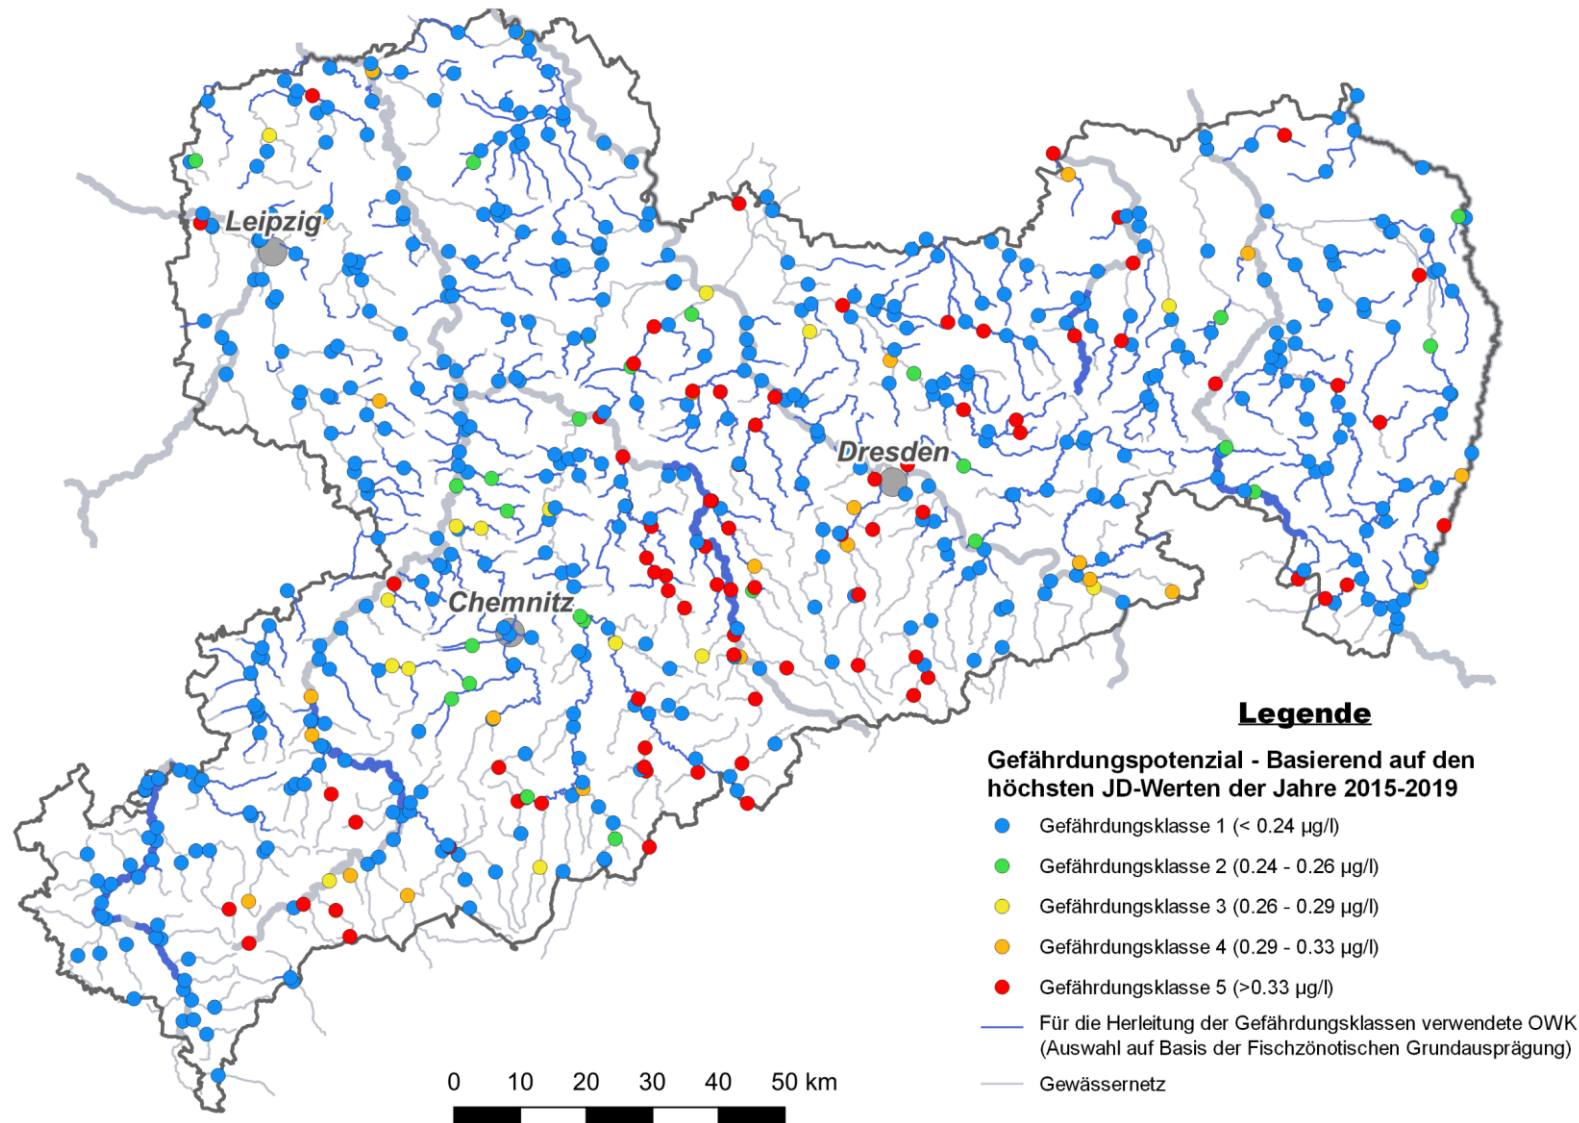 Leipzig
Dresden
Chemnitz
Legende
Gefährdungspotenzial - Basierend auf den
höchsten JD-Werten der Jahre 2015-2019
Gefährdungsklasse 1 (< 0.24 µg/l)
Gefährdungsklasse 2 (0.24 - 0.26 µg/l)
Gefährdungsklasse 3 (0.26 - 0.29 µg/l)
Gefährdungsklasse 4 (0.29 - 0.33 µg/l)
Gefährdungsklasse 5 (>0.33 µg/l)
Für die Herleitung der Gefährdungsklassen verwendete OWK
(Auswahl auf Basis der Fischzönotischen Grundausprägung)
Gewässernetz
0 10 20 30 40 50 km